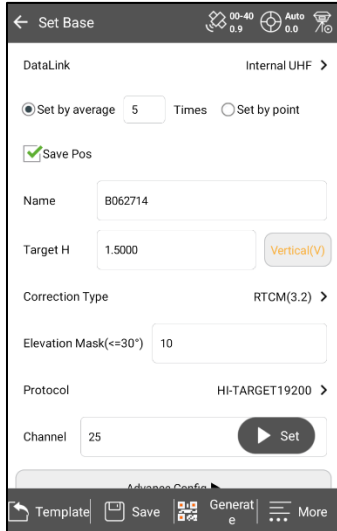 ← Set Base 00-40 0.9 Auto 0.0
DataLink Internal UHF >
Set by average 5 Times Set by point
Save Pos
Name B062714
Target H 1.5000 Vertical(V)
Correction Type RTCM(3.2) >
Elevation Mask(<=30°) 10
Protocol HI-TARGET19200 >
Channel 25 Set
Advance Config ▶
Template Save Generat
e More